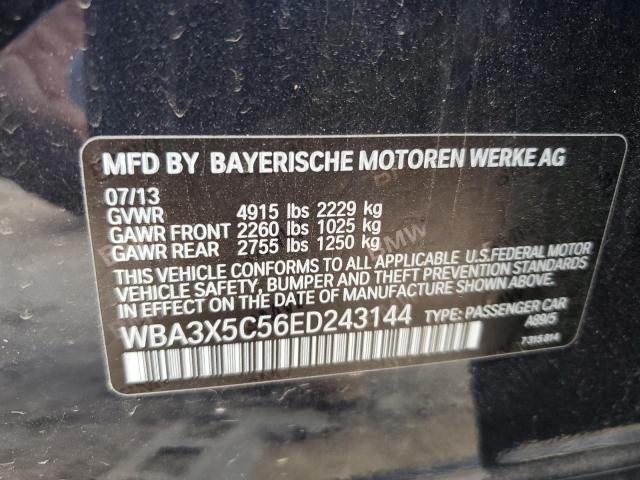 MFD BY BAYERISCHE MOTOREN WERKE AG
07/13
GVWR 4915 lbs 2229 kg
GAWR FRONT 2260 lbs 1025 kg
GAWR REAR 2755 lbs 1250 kg
THIS VEHICLE CONFORMS TO ALL APPLICABLE U.S.FEDERAL MOTOR
VEHICLE SAFETY, BUMPER AND THEFT PREVENTION STANDARDS
IN EFFECT ON THE DATE OF MANUFACTURE SHOWN ABOVE.
WBA3X5C56ED243144 TYPE: PASSENGER CAR
A89/5
7315814